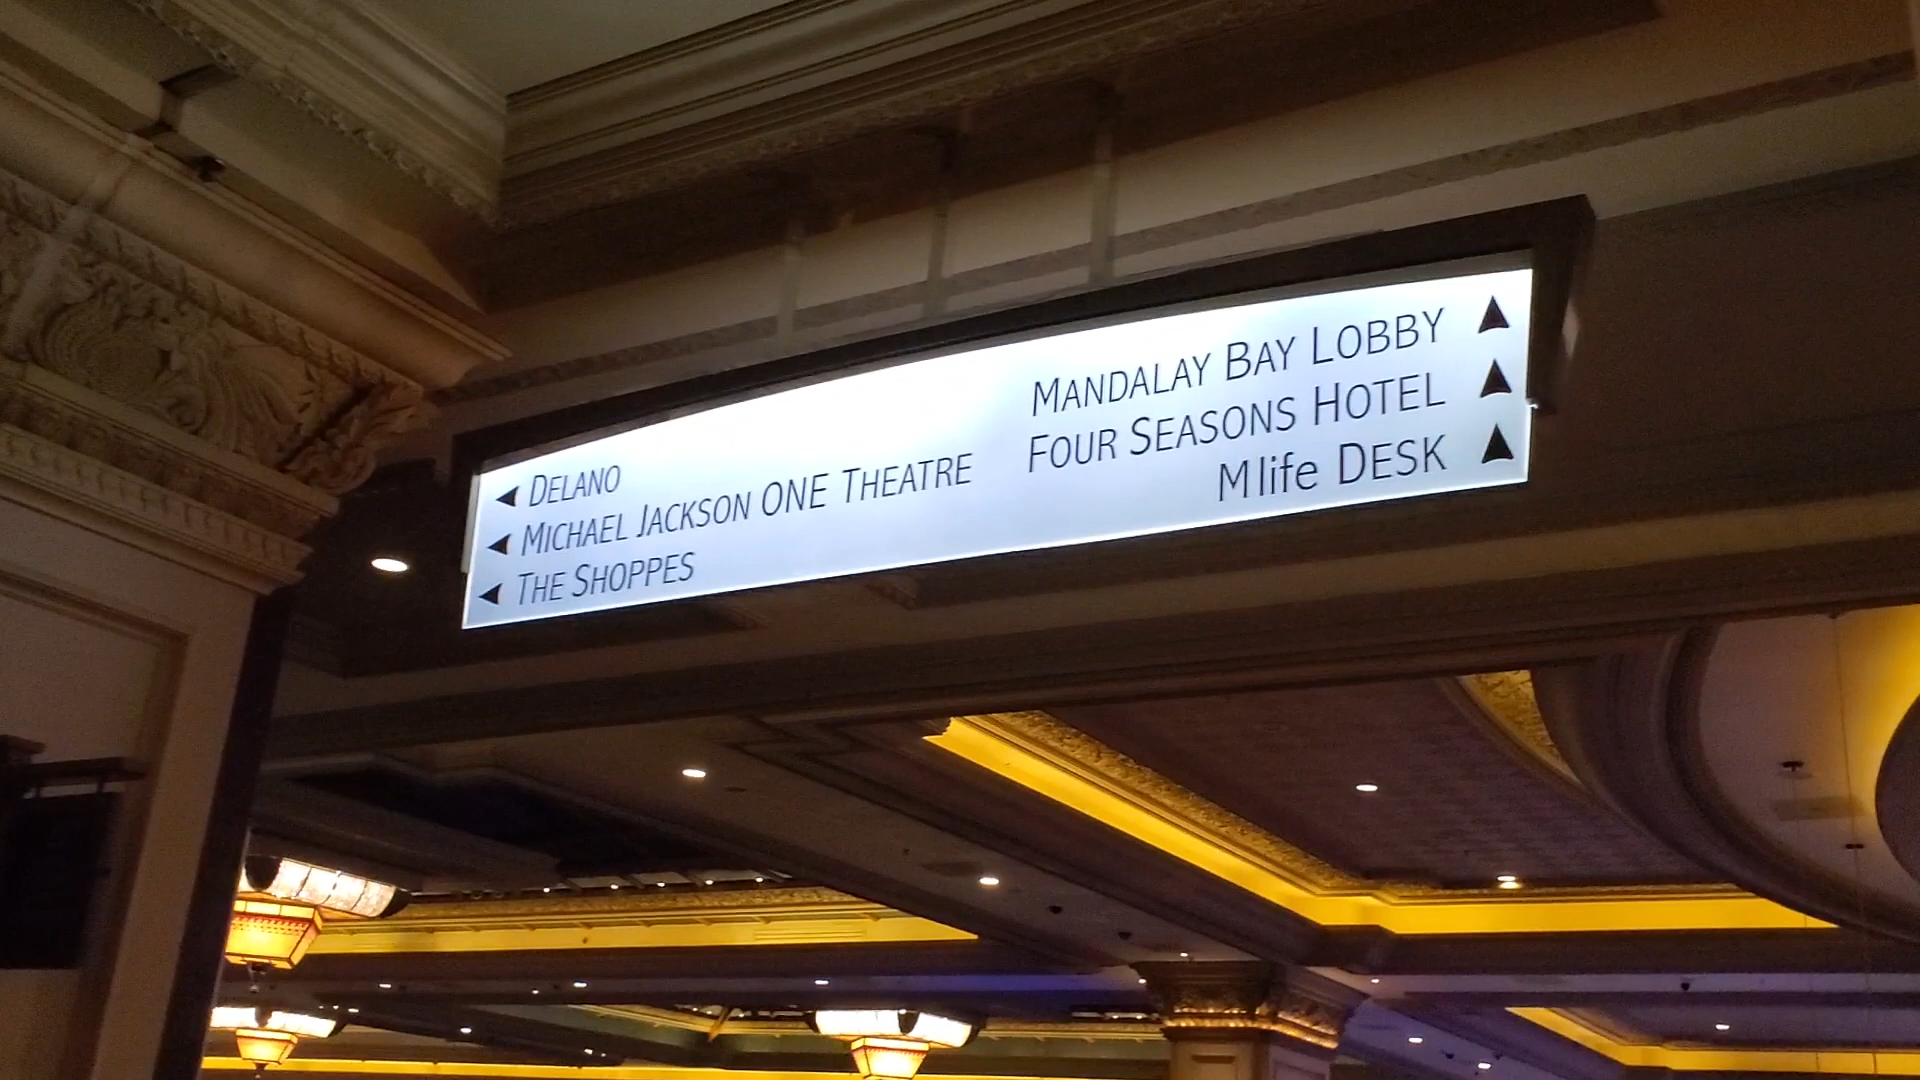 DELANO
MICHAEL JACKSON ONE THEATRE
THE SHOPPES
MANDALAY BAY LOBBY
FOUR SEASONS HOTEL
Mlife DESK